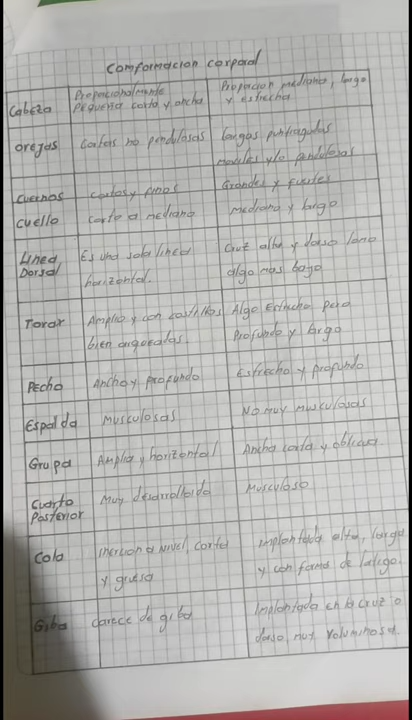 Comformacion corporal
Cabeza Proporcionalmente pequeña corta y ancha Proporcion mediana, larga y estrecha
orejas Cortas no pendulosas largas puntiagudas moviles y/o pendulosas
Cuernos cortos y finos Grandes y fuertes
cuello corto a mediano mediano y largo
Linea Dorsal Es una sola linea horizontal. Cruz alta y dorso lomo algo mas bajo
Torax Amplio y con costillas bien arqueadas. Algo Estrecho pero Profundo y largo
Pecho Ancho y profundo Estrecho y profundo
Espalda musculosas No muy musculosas
Grupa Amplia y horizontal Ancha corta y oblicua
Cuarto Posterior Muy desarrollado Musculoso
Cola inercion a nivel, corta y gruesa implantada alta, larga y con forma de latigo.
Giba carece de giba Implantada en la cruz o dorso, muy voluminosa.